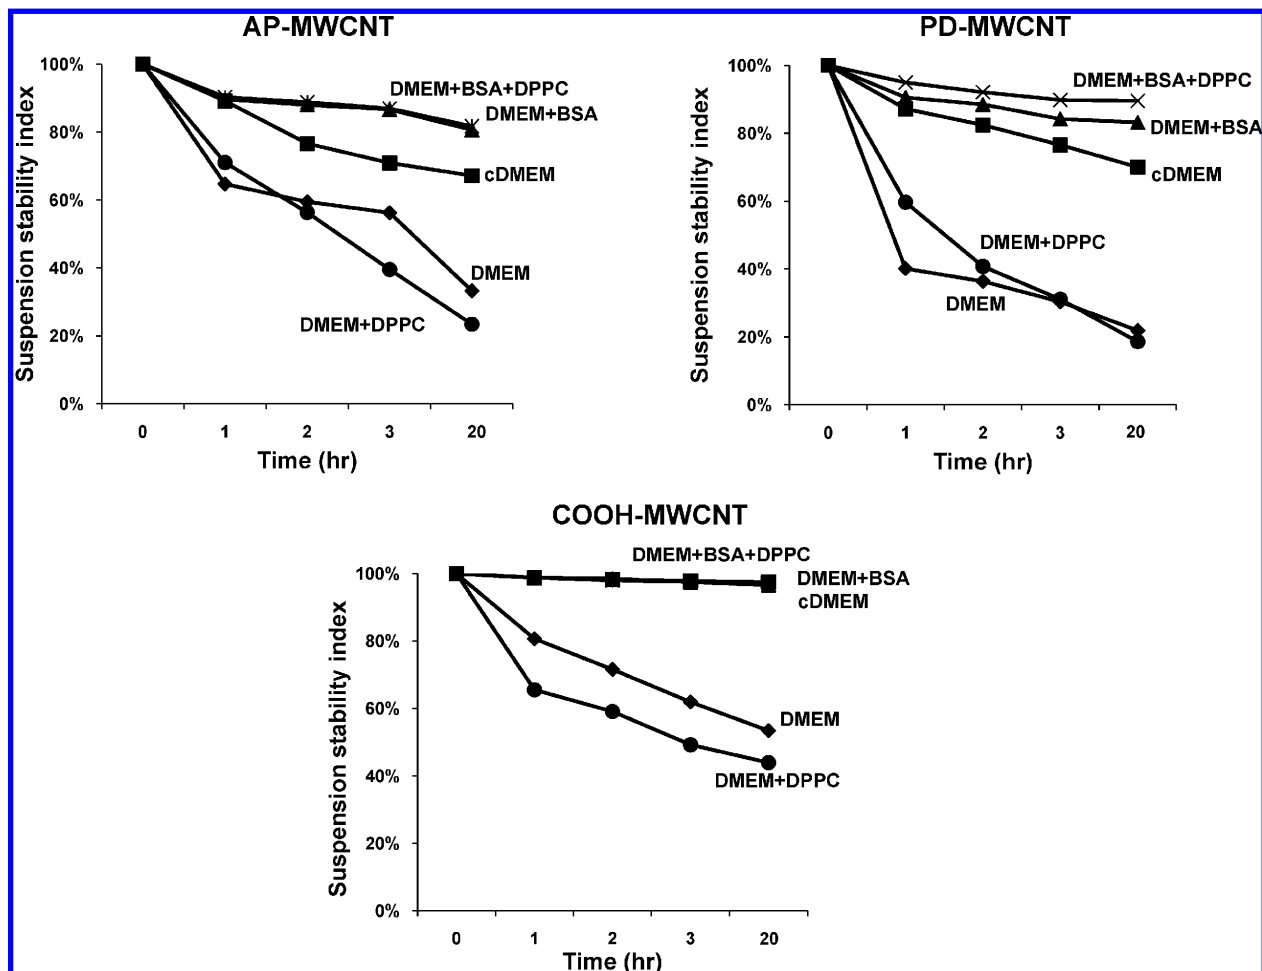 AP-MWCNT
Suspension stability index
100%
80%
60%
40%
20%
0%
DMEM+BSA+DPPC
DMEM+BSA
cDMEM
DMEM
DMEM+DPPC
0 1 2 3 20
Time (hr)
PD-MWCNT
Suspension stability index
100%
80%
60%
40%
20%
0%
DMEM+BSA+DPPC
DMEM+BSA
cDMEM
DMEM+DPPC
DMEM
0 1 2 3 20
Time (hr)
COOH-MWCNT
Suspension stability index
100%
80%
60%
40%
20%
0%
DMEM+BSA+DPPC
DMEM+BSA
cDMEM
DMEM
DMEM+DPPC
0 1 2 3 20
Time (hr)